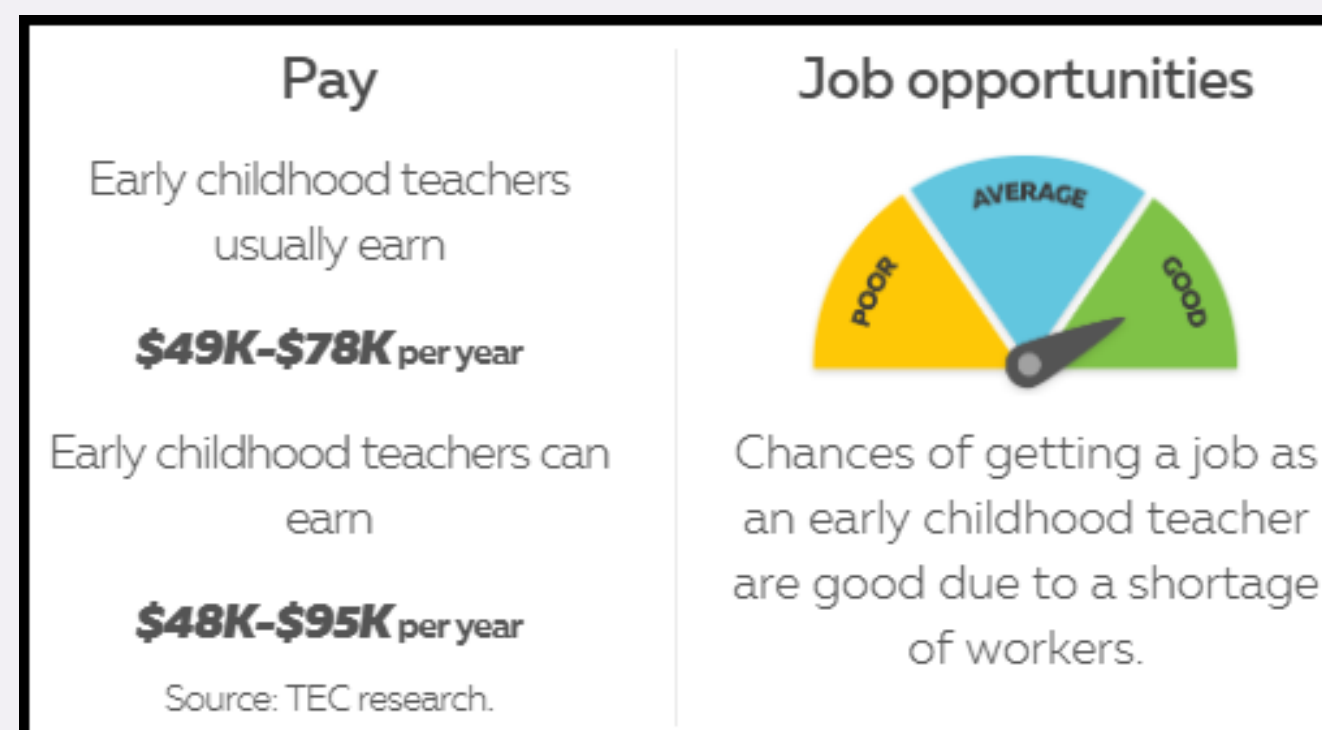 Pay
Early childhood teachers
usually earn
$49K-$78K per year
Early childhood teachers can
earn
$48K-$95K per year
Source: TEC research.
Job opportunities
POOR
AVERAGE
GOOD
Chances of getting a job as
an early childhood teacher
are good due to a shortage
of workers.